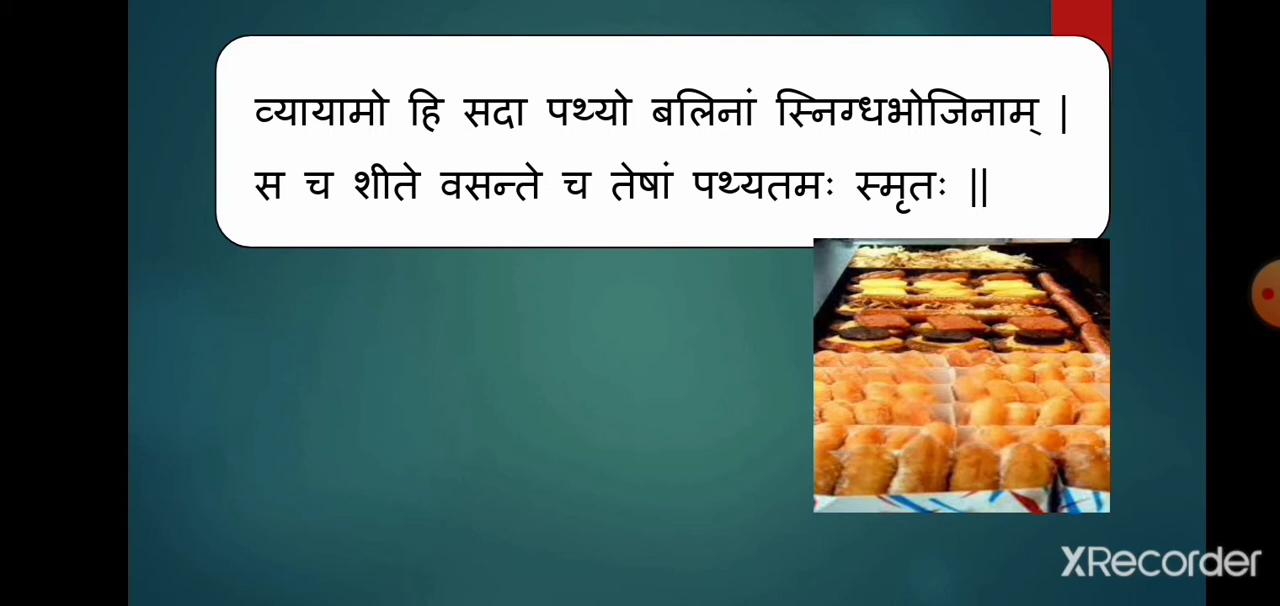 व्यायामो हि सदा पथ्यो बलिनां स्निग्धभोजिनाम् |
स च शीते वसन्ते च तेषां पथ्यतमः स्मृतः ||
XRecorder